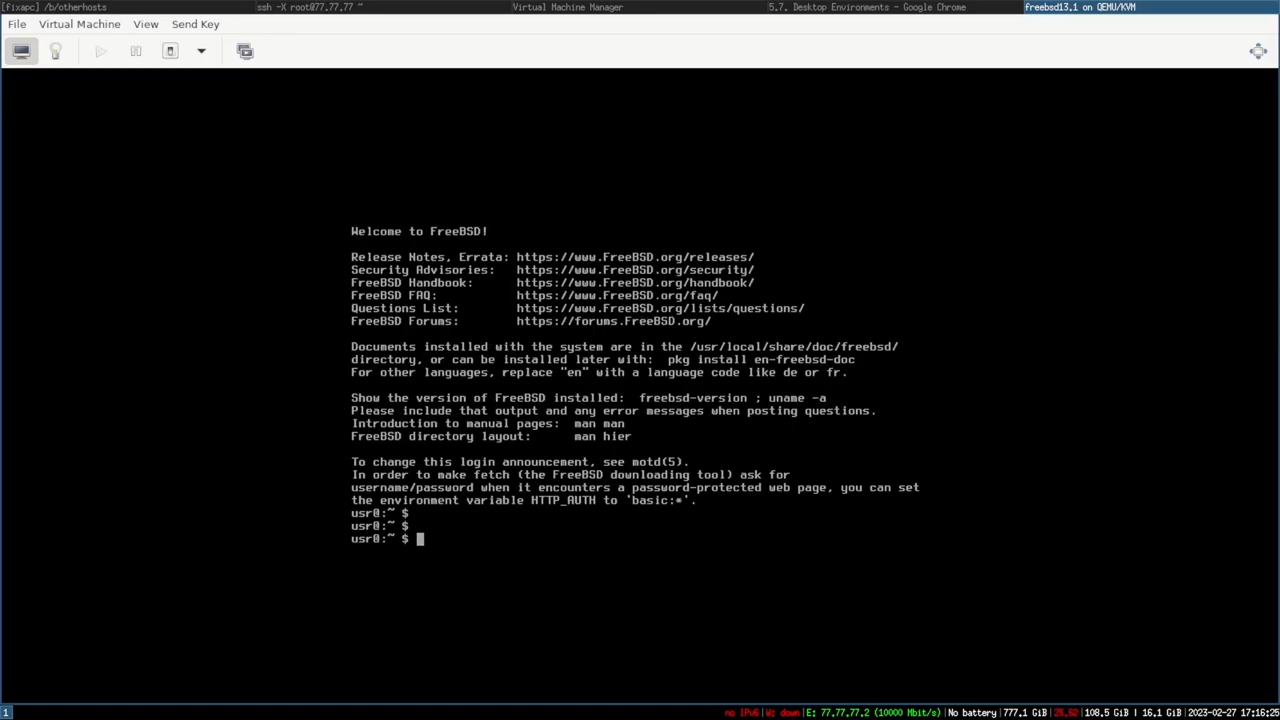 [fixapc] /b/otherhosts ssh -X root@77.77.77 ~ Virtual Machine Manager 5.7. Desktop Environments - Google Chrome freebsd13.1 on QEMU/KVM
File Virtual Machine View Send Key
Welcome to FreeBSD!
Release Notes, Errata: https://www.FreeBSD.org/releases/
Security Advisories: https://www.FreeBSD.org/security/
FreeBSD Handbook: https://www.FreeBSD.org/handbook/
FreeBSD FAQ: https://www.FreeBSD.org/faq/
Questions List: https://www.FreeBSD.org/lists/questions/
FreeBSD Forums: https://forums.FreeBSD.org/
Documents installed with the system are in the /usr/local/share/doc/freebsd/
directory, or can be installed later with: pkg install en-freebsd-doc
For other languages, replace "en" with a language code like de or fr.
Show the version of FreeBSD installed: freebsd-version ; uname -a
Please include that output and any error messages when posting questions.
Introduction to manual pages: man man
FreeBSD directory layout: man hier
To change this login announcement, see motd(5).
In order to make fetch (the FreeBSD downloading tool) ask for
username/password when it encounters a password-protected web page, you can set
the environment variable HTTP_AUTH to 'basic:*'.
usr@:~ $
usr@:~ $
usr@:~ $
1 no IPv6|W: down|E: 77.77.77.2 (10000 Mbit/s)|No battery|777.1 GiB|25.62|108.5 GiB | 16.1 GiB|2023-02-27 17:16:25